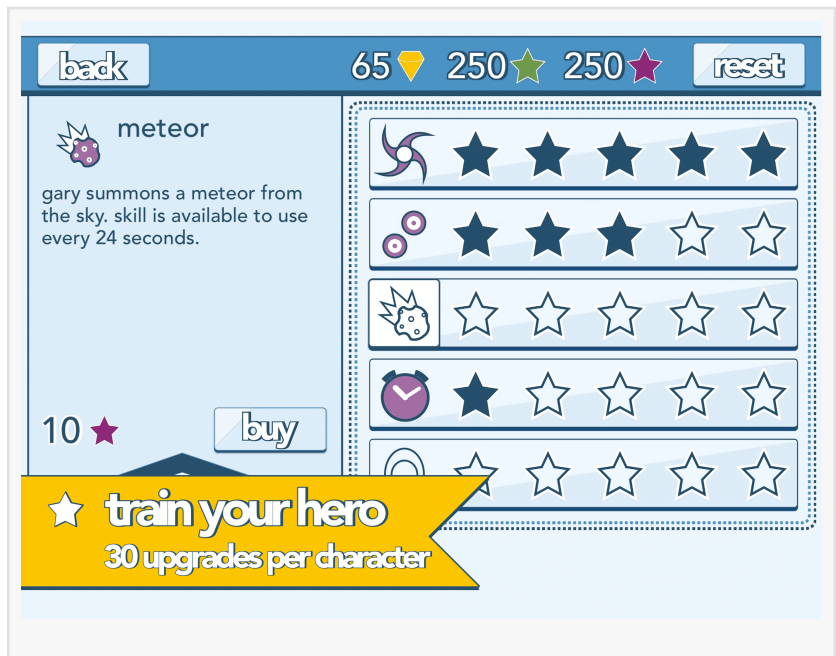 back 65 250 250 reset
meteor
gary summons a meteor from
the sky. skill is available to use
every 24 seconds.
10 buy
train your hero
30 upgrades per character